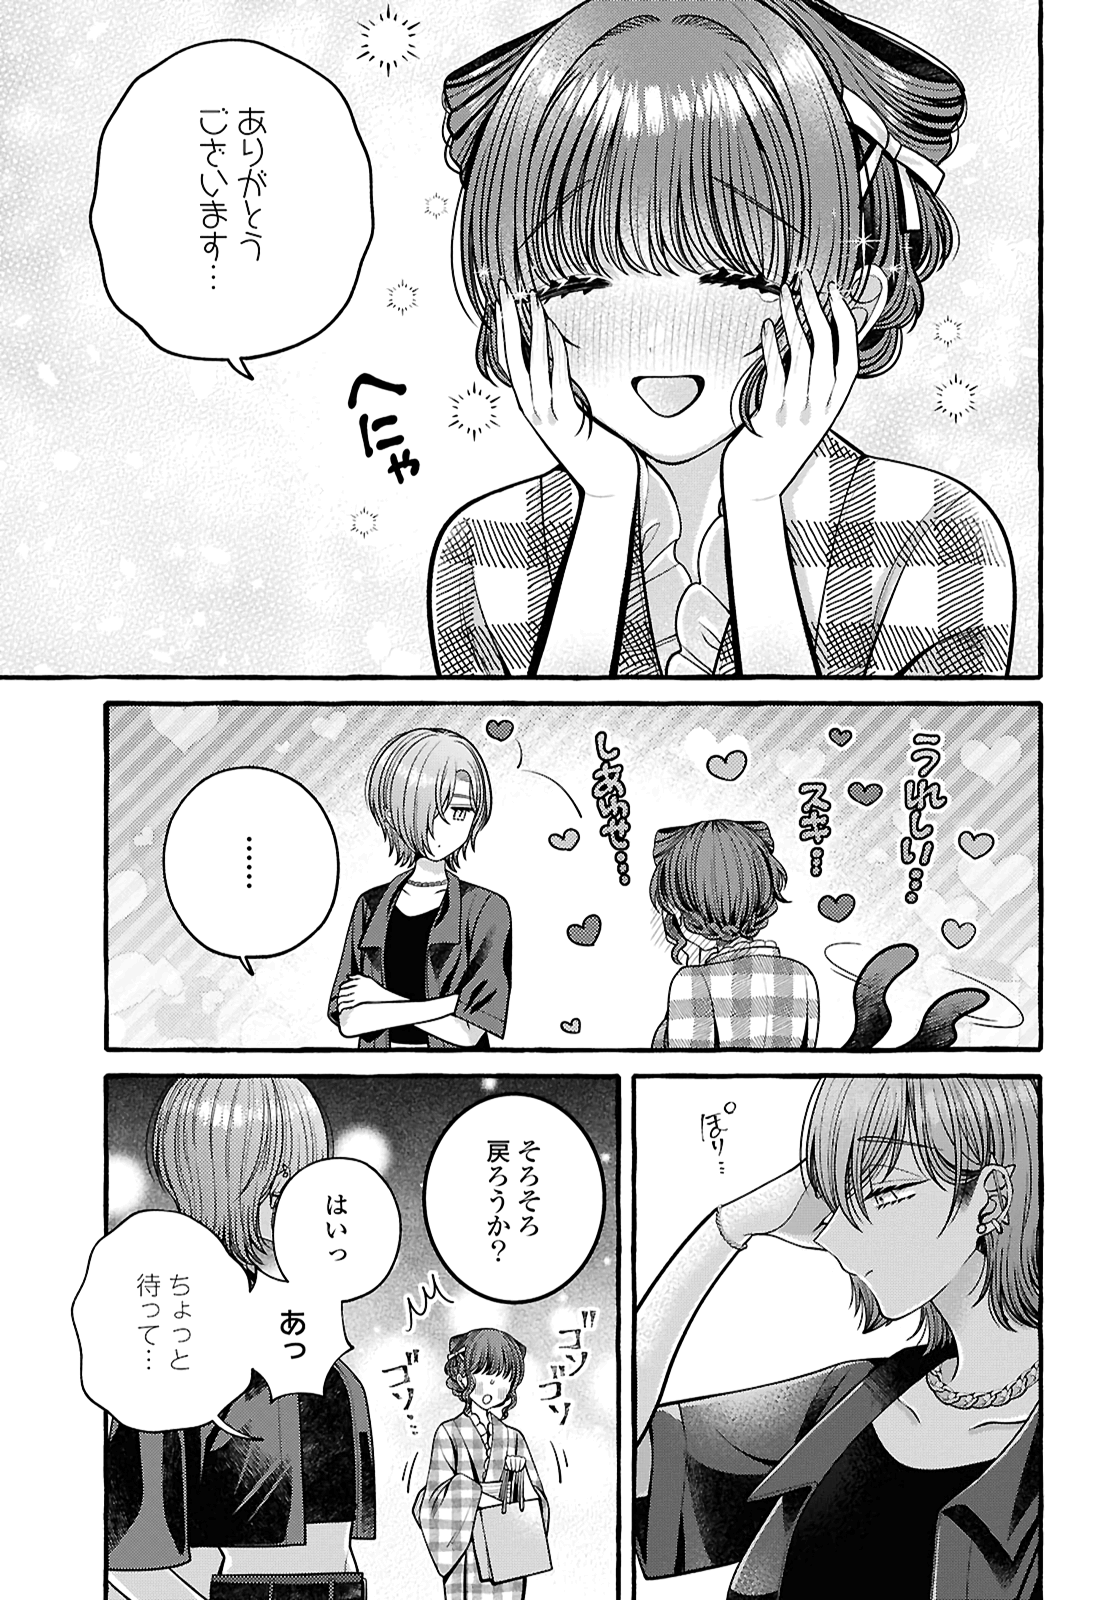 ありがとう
ございます…
へにゃ
うれしい…
スキ…
しあわせ…
……
ぽり…
そろそろ
戻ろうか？
はいっ
あっ
ちょっと
待って…
ゴソ
ゴソ
ゴソ